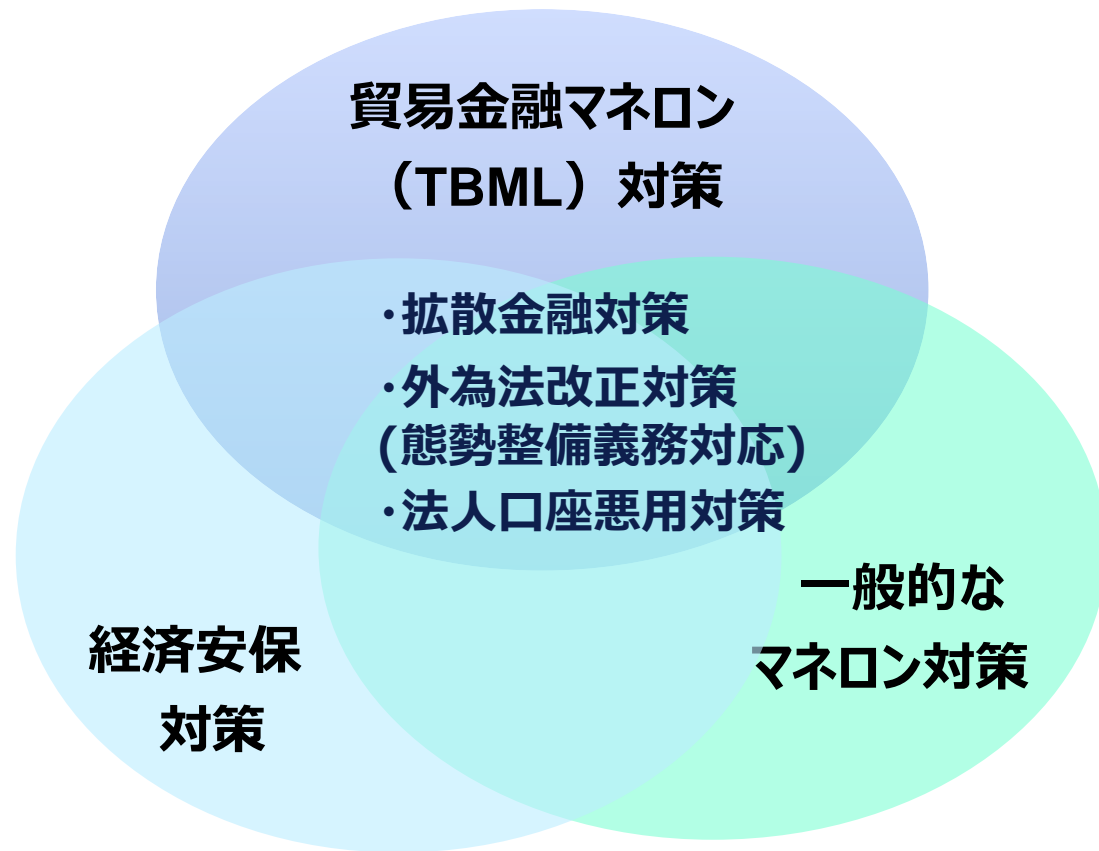 貿易金融マネロン
（TBML）対策
・拡散金融対策
・外為法改正対策
(態勢整備義務対応)
・法人口座悪用対策
一般的な
マネロン対策
経済安保
対策